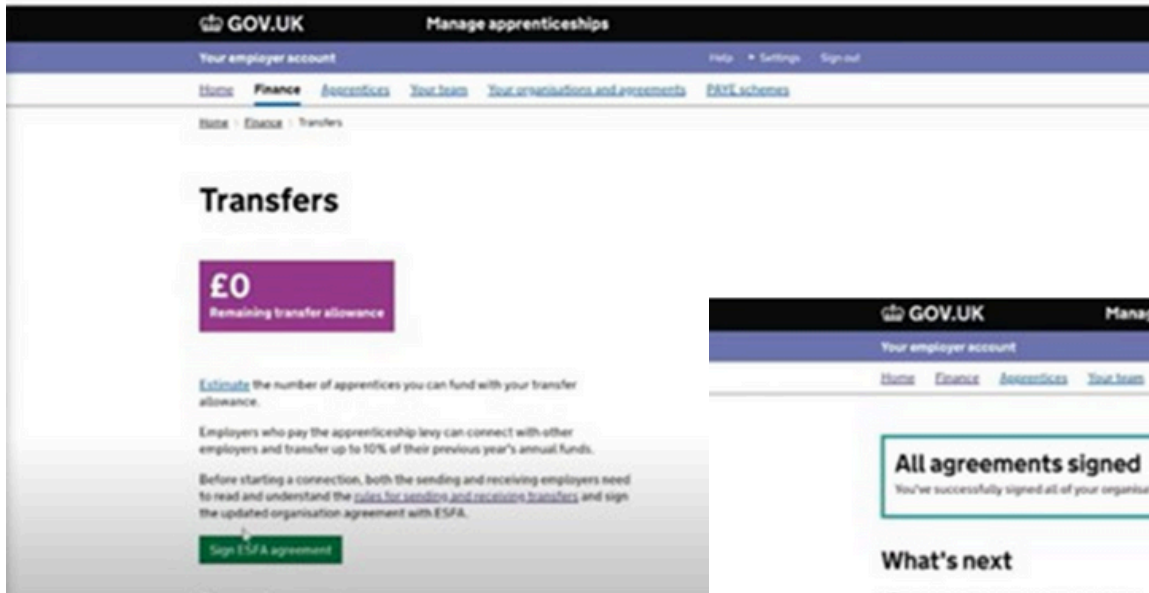 GOV.UK
Manage apprenticeships
Your employer account
Help
Settings
Sign out
Home
Finance
Apprentices
Your team
Your organisations and agreements
PAYE schemes
Home
Finance
Transfers
Transfers
£0
Remaining transfer allowance
Estimate the number of apprentices you can fund with your transfer
allowance.
Employers who pay the apprenticeship levy can connect with other
employers and transfer up to 10% of their previous year's annual funds.
Before starting a connection, both the sending and receiving employers need
to read and understand the rules for sending and receiving transfers and sign
the updated organisation agreement with ESFA.
Sign ESFA agreement
GOV.UK
Manag
Your employer account
Home
Finance
Apprentices
Your team
All agreements signed
You've successfully signed all of your organisa
What's next